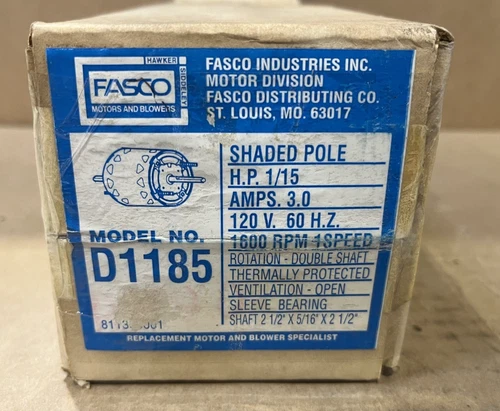 HAWKER
SIDDELEY
FASCO
MOTORS AND BLOWERS
FASCO INDUSTRIES INC.
MOTOR DIVISION
FASCO DISTRIBUTING CO.
ST. LOUIS, MO. 63017
SHADED POLE
H.P. 1/15
AMPS. 3.0
120 V. 60 H.Z.
1600 RPM 1SPEED
ROTATION - DOUBLE SHAFT
THERMALLY PROTECTED
VENTILATION - OPEN
SLEEVE BEARING
SHAFT 2 1/2" X 5/16" X 2 1/2"
MODEL NO.
D1185
REPLACEMENT MOTOR AND BLOWER SPECIALIST